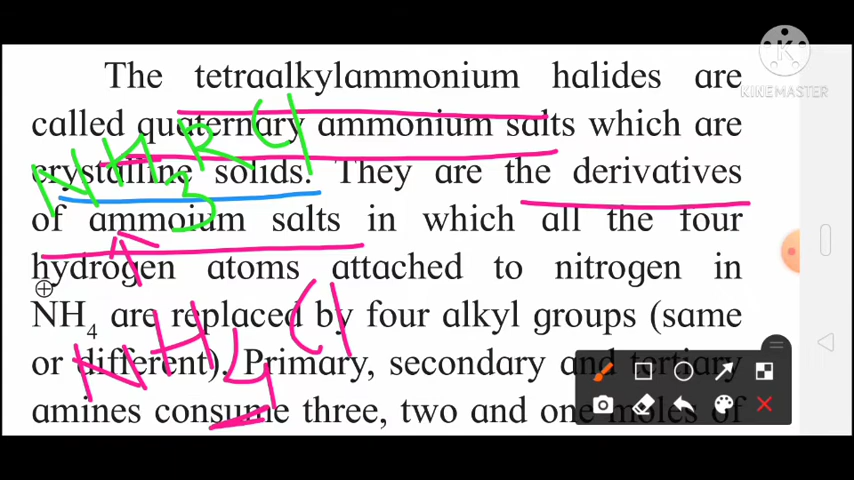 KINEMASTER
The tetraalkylammonium halides are
called quaternary ammonium salts which are
crystalline solids. They are the derivatives
of ammoium salts in which all the four
hydrogen atoms attached to nitrogen in
NH4 are replaced by four alkyl groups (same
or different). Primary, secondary and tertiary
amines consume three, two and one moles of
NH3RCl
NH4Cl